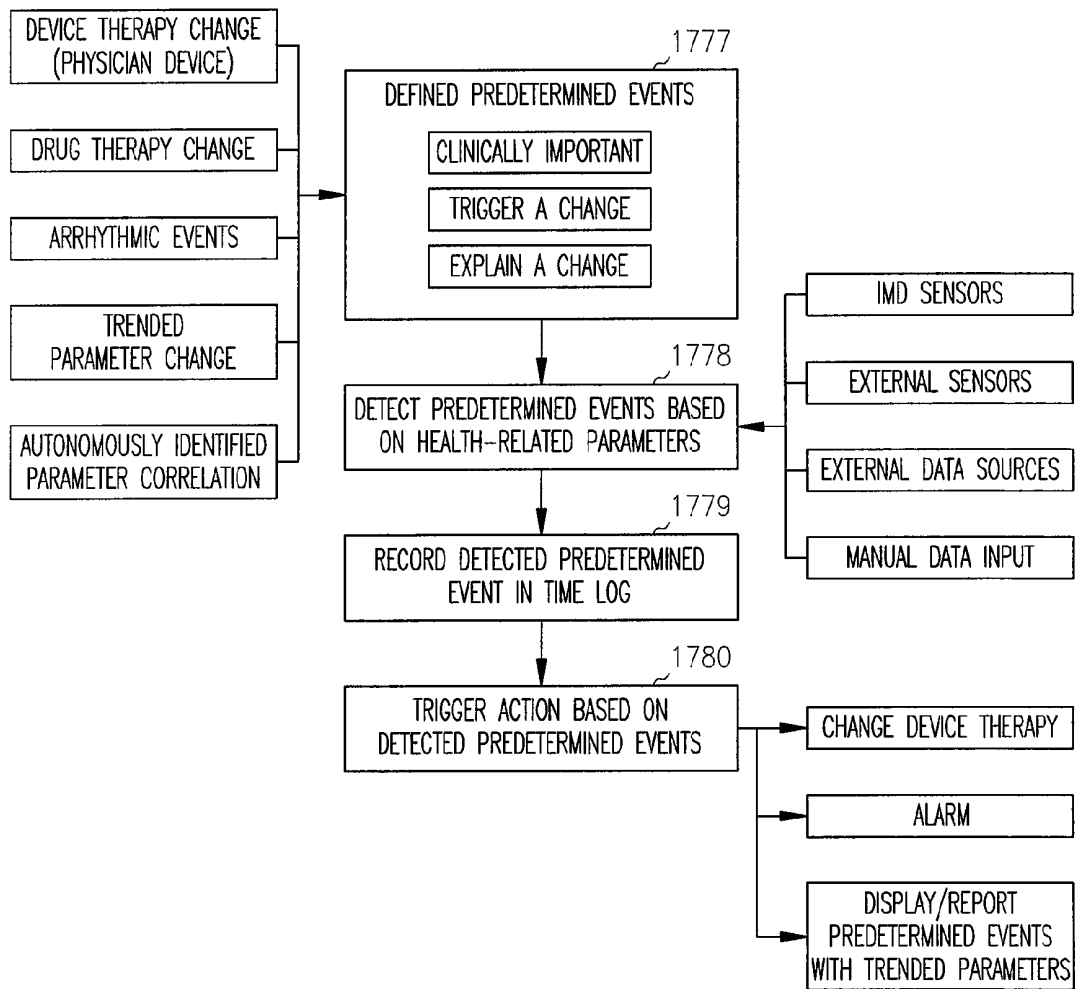 DEVICE THERAPY CHANGE
(PHYSICIAN DEVICE)
DRUG THERAPY CHANGE
ARRHYTHMIC EVENTS
TRENDED
PARAMETER CHANGE
AUTONOMOUSLY IDENTIFIED
PARAMETER CORRELATION
1777
DEFINED PREDETERMINED EVENTS
CLINICALLY IMPORTANT
TRIGGER A CHANGE
EXPLAIN A CHANGE
1778
DETECT PREDETERMINED EVENTS BASED
ON HEALTH-RELATED PARAMETERS
IMD SENSORS
EXTERNAL SENSORS
EXTERNAL DATA SOURCES
MANUAL DATA INPUT
1779
RECORD DETECTED PREDETERMINED
EVENT IN TIME LOG
1780
TRIGGER ACTION BASED ON
DETECTED PREDETERMINED EVENTS
CHANGE DEVICE THERAPY
ALARM
DISPLAY/REPORT
PREDETERMINED EVENTS
WITH TRENDED PARAMETERS